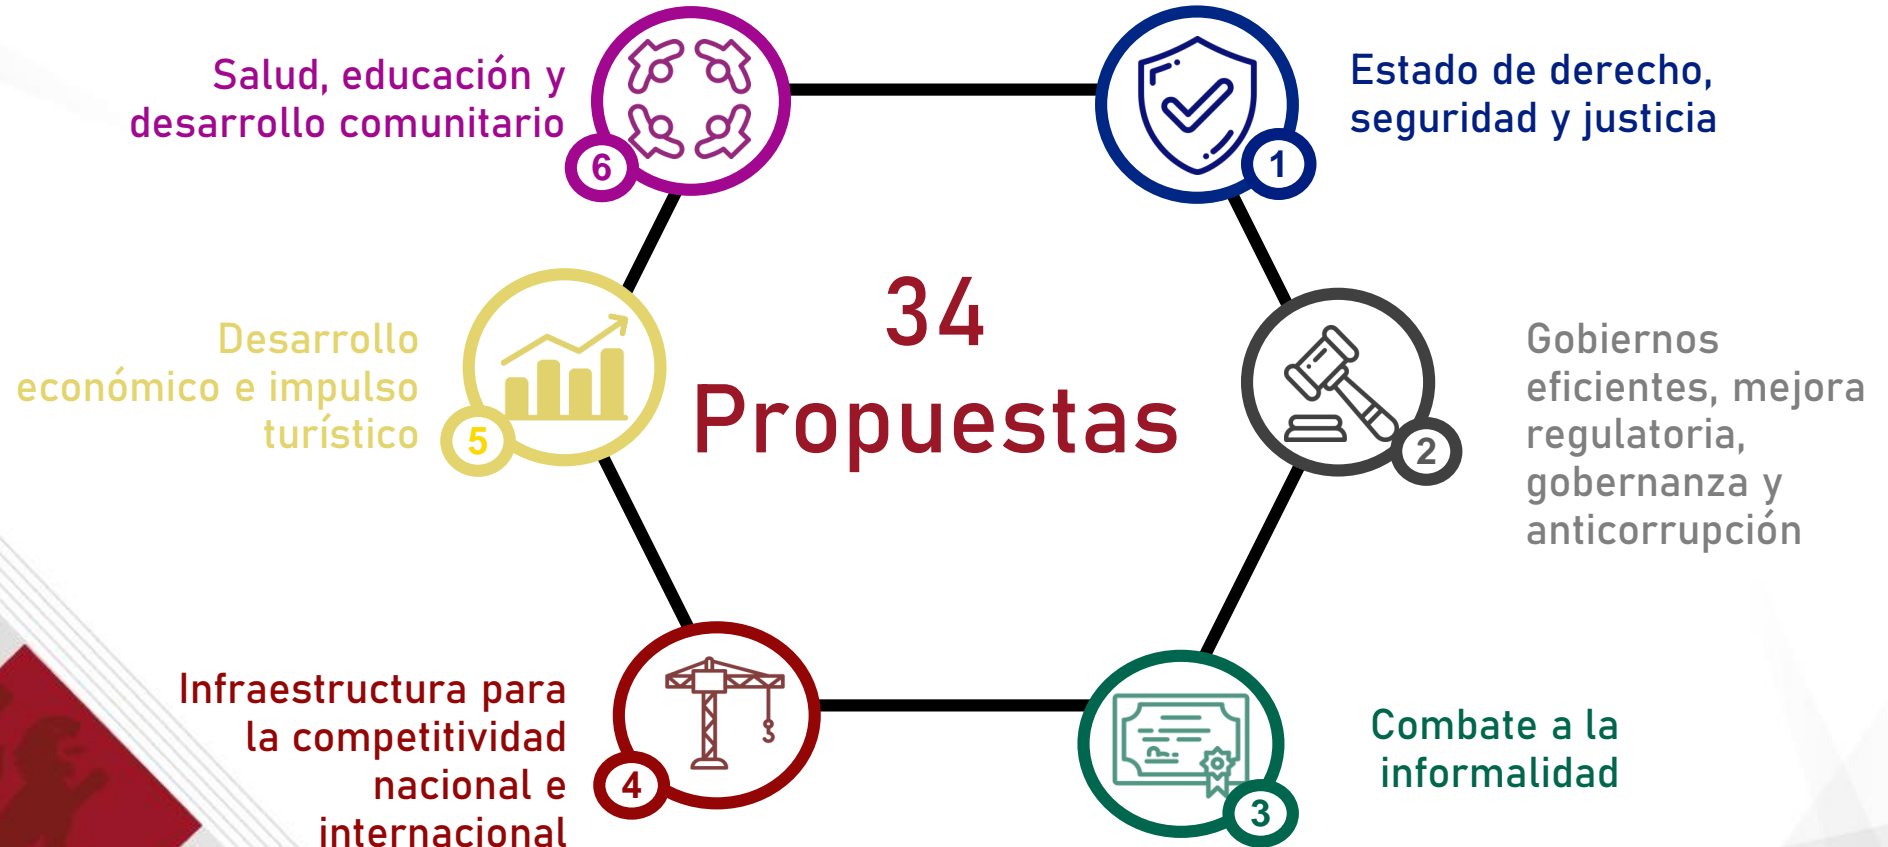 Salud, educación y
desarrollo comunitario
6
Estado de derecho,
seguridad y justicia
1
34
Propuestas
Desarrollo
económico e impulso
turístico
5
Gobiernos
eficientes, mejora
regulatoria,
gobernanza y
anticorrupción
2
Infraestructura para
la competitividad
nacional e
internacional
4
Combate a la
informalidad
3